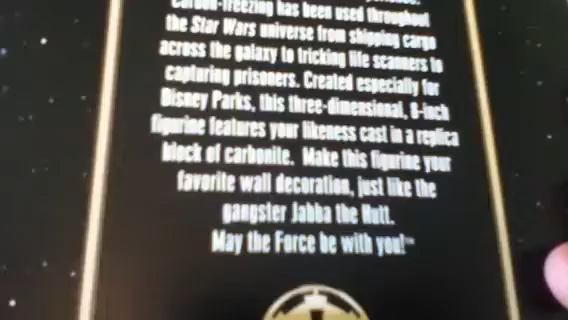 Carbon-freezing has been used throughout
the Star Wars universe from shipping cargo
across the galaxy to tricking life scanners to
capturing prisoners. Created especially for
Disney Parks, this three-dimensional, 8-inch
figurine features your likeness cast in a replica
block of carbonite. Make this figurine your
favorite wall decoration, just like the
gangster Jabba the Hutt.
May the Force be with you!™